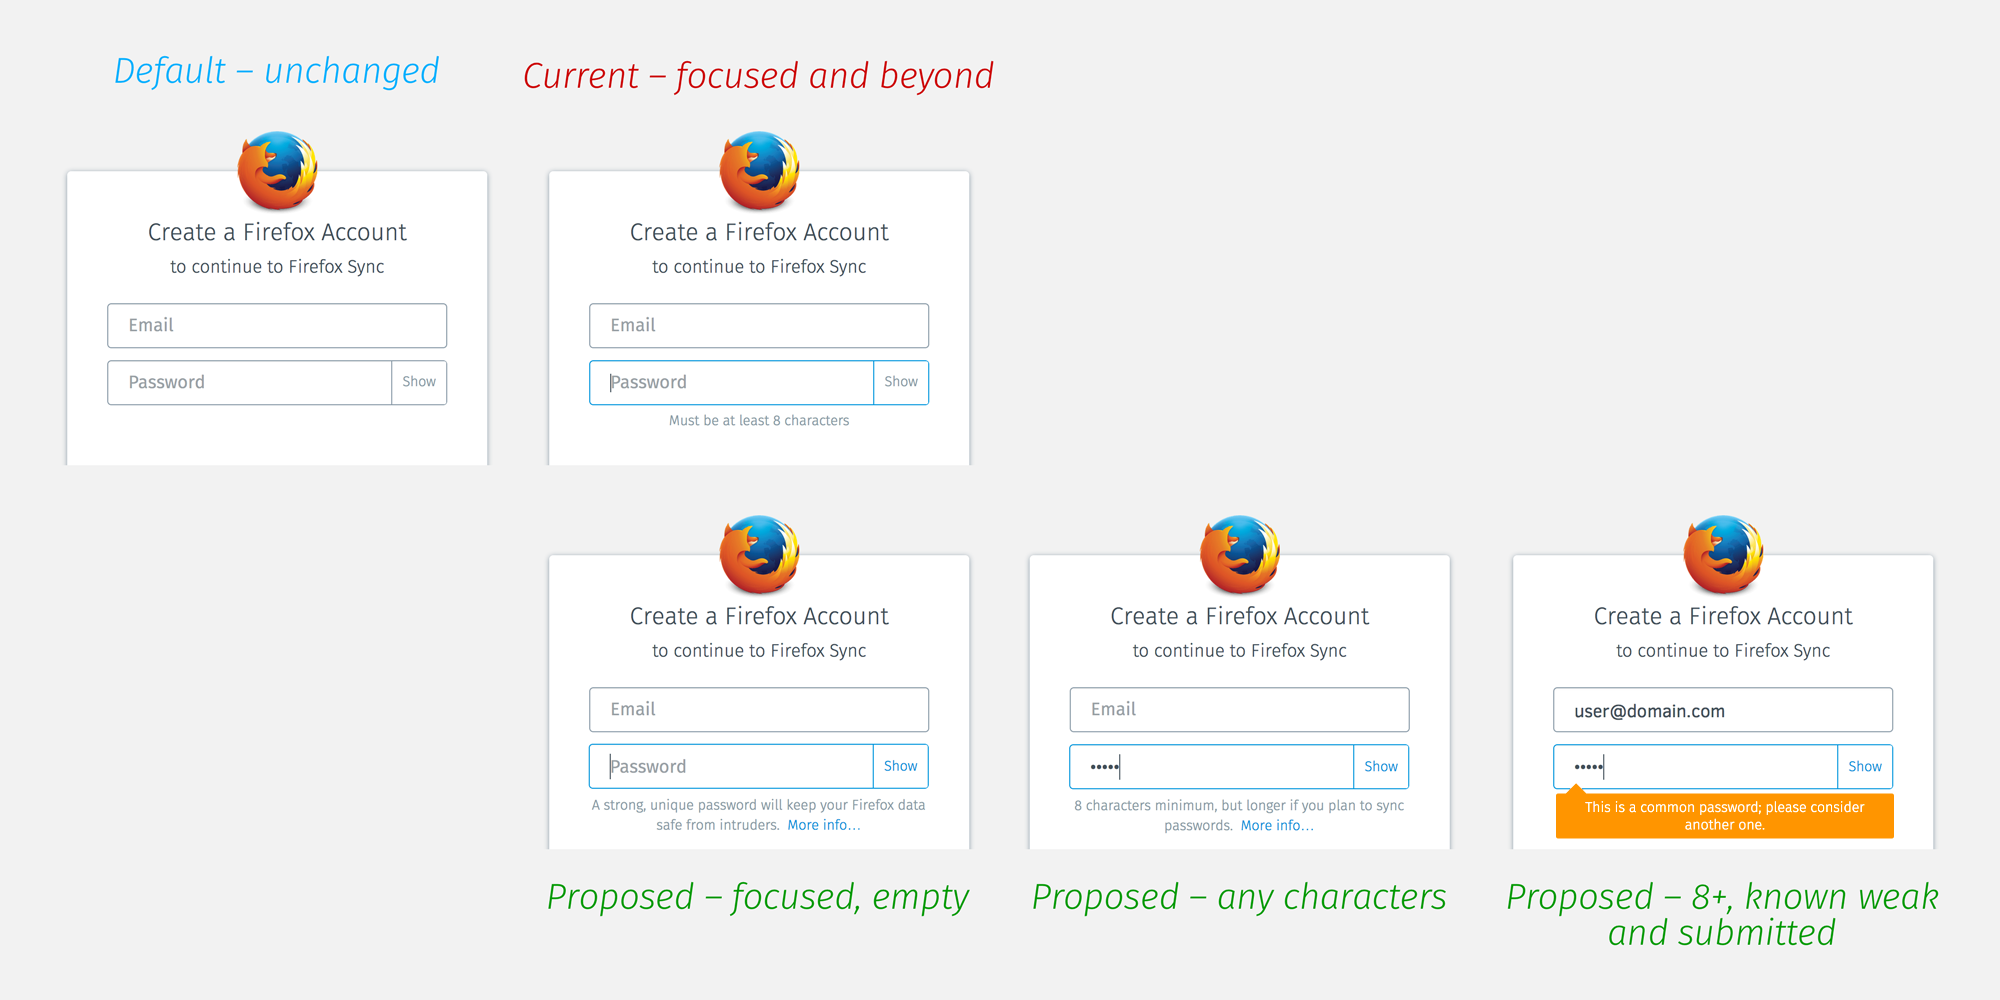 Default – unchanged
Current – focused and beyond
Create a Firefox Account
to continue to Firefox Sync
Email
Password
Show
Create a Firefox Account
to continue to Firefox Sync
Email
Password
Show
Must be at least 8 characters
Create a Firefox Account
to continue to Firefox Sync
Email
Password
Show
A strong, unique password will keep your Firefox data
safe from intruders. More info...
Proposed – focused, empty
Create a Firefox Account
to continue to Firefox Sync
Email
•••••
Show
8 characters minimum, but longer if you plan to sync
passwords. More info...
Proposed – any characters
Create a Firefox Account
to continue to Firefox Sync
user@domain.com
•••••
Show
This is a common password; please consider
another one.
Proposed – 8+, known weak
and submitted